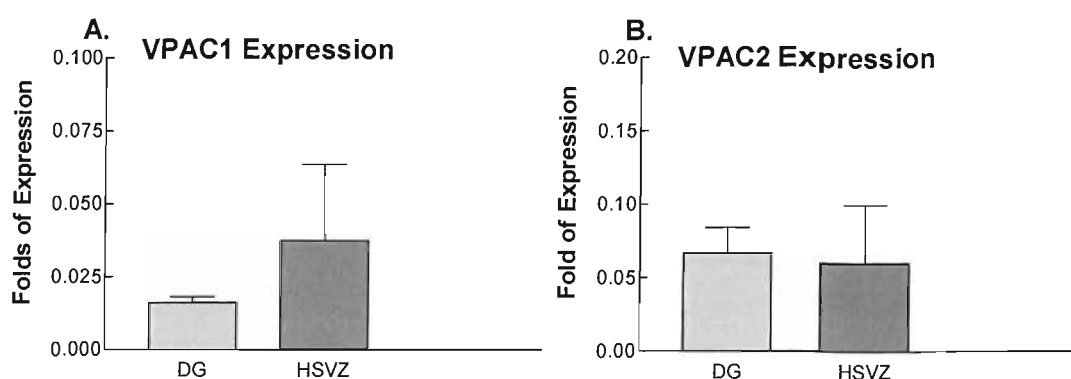 A.
VPAC1 Expression
Folds of Expression
0.100
0.075
0.050
0.025
0.000
DG
HSVZ
B.
VPAC2 Expression
Fold of Expression
0.20
0.15
0.10
0.05
0.00
DG
HSVZ